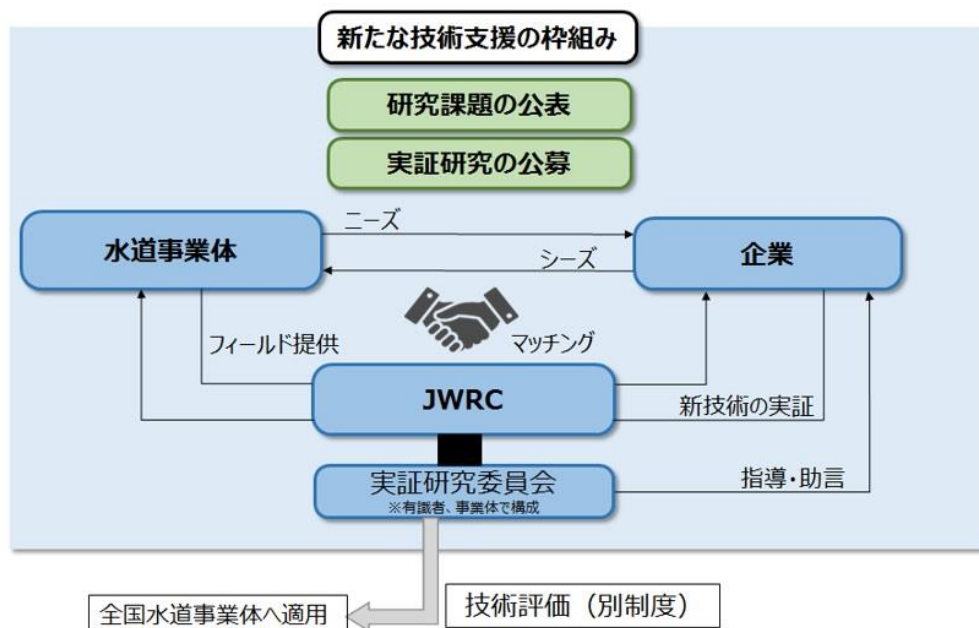 新たな技術支援の枠組み
研究課題の公表
実証研究の公募
ニーズ
水道事業体
企業
シーズ
フィールド提供
マッチング
JWRC
新技術の実証
実証研究委員会
※有識者、事業体で構成
指導・助言
技術評価（別制度）
全国水道事業体へ適用